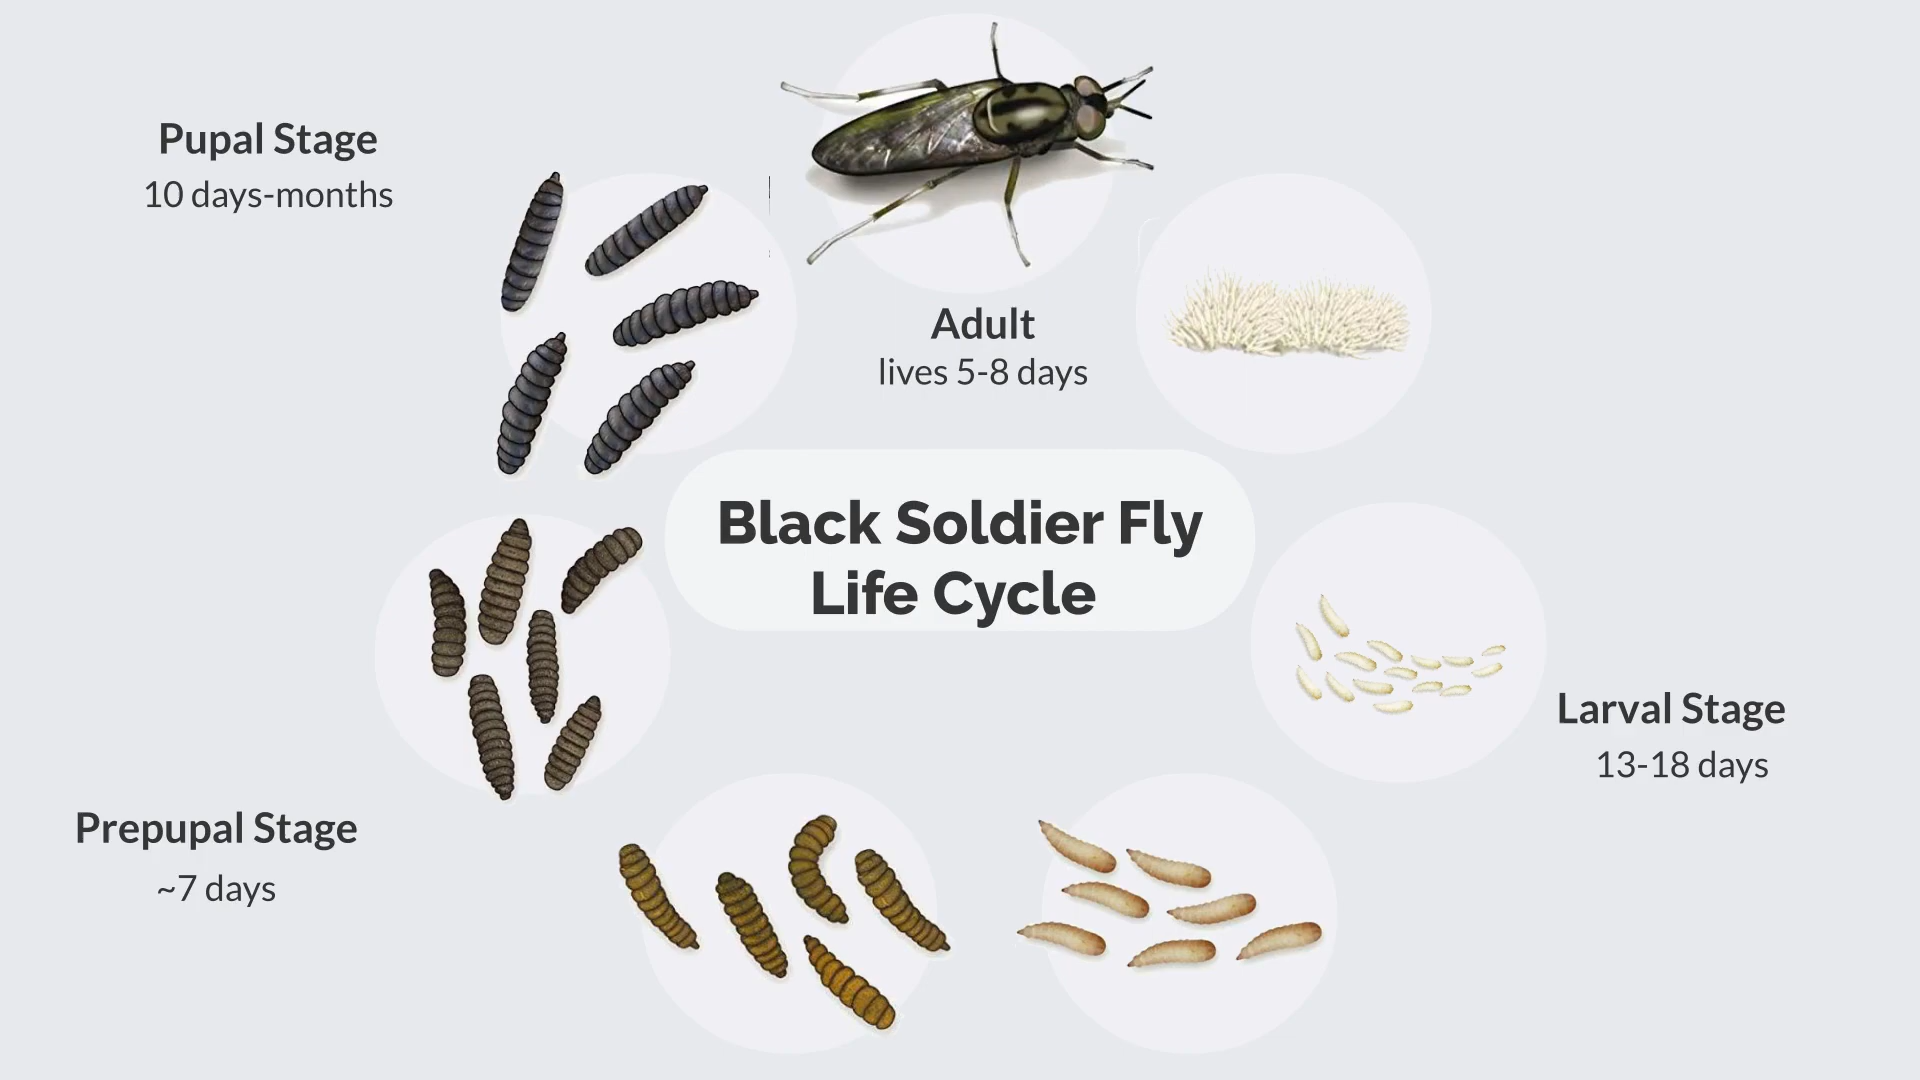 Pupal Stage
10 days-months
Adult
lives 5-8 days
Black Soldier Fly
Life Cycle
Larval Stage
13-18 days
Prepupal Stage
~7 days